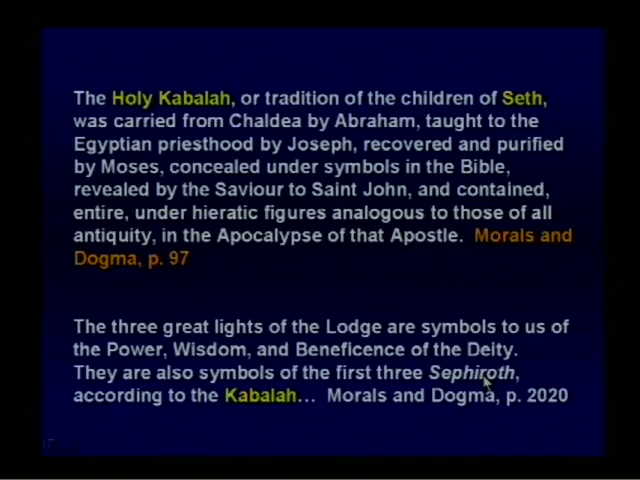 The Holy Kabalah, or tradition of the children of Seth,
was carried from Chaldea by Abraham, taught to the
Egyptian priesthood by Joseph, recovered and purified
by Moses, concealed under symbols in the Bible,
revealed by the Saviour to Saint John, and contained,
entire, under hieratic figures analogous to those of all
antiquity, in the Apocalypse of that Apostle. Morals and
Dogma, p. 97
The three great lights of the Lodge are symbols to us of
the Power, Wisdom, and Beneficence of the Deity.
They are also symbols of the first three Sephiroth,
according to the Kabalah… Morals and Dogma, p. 2020